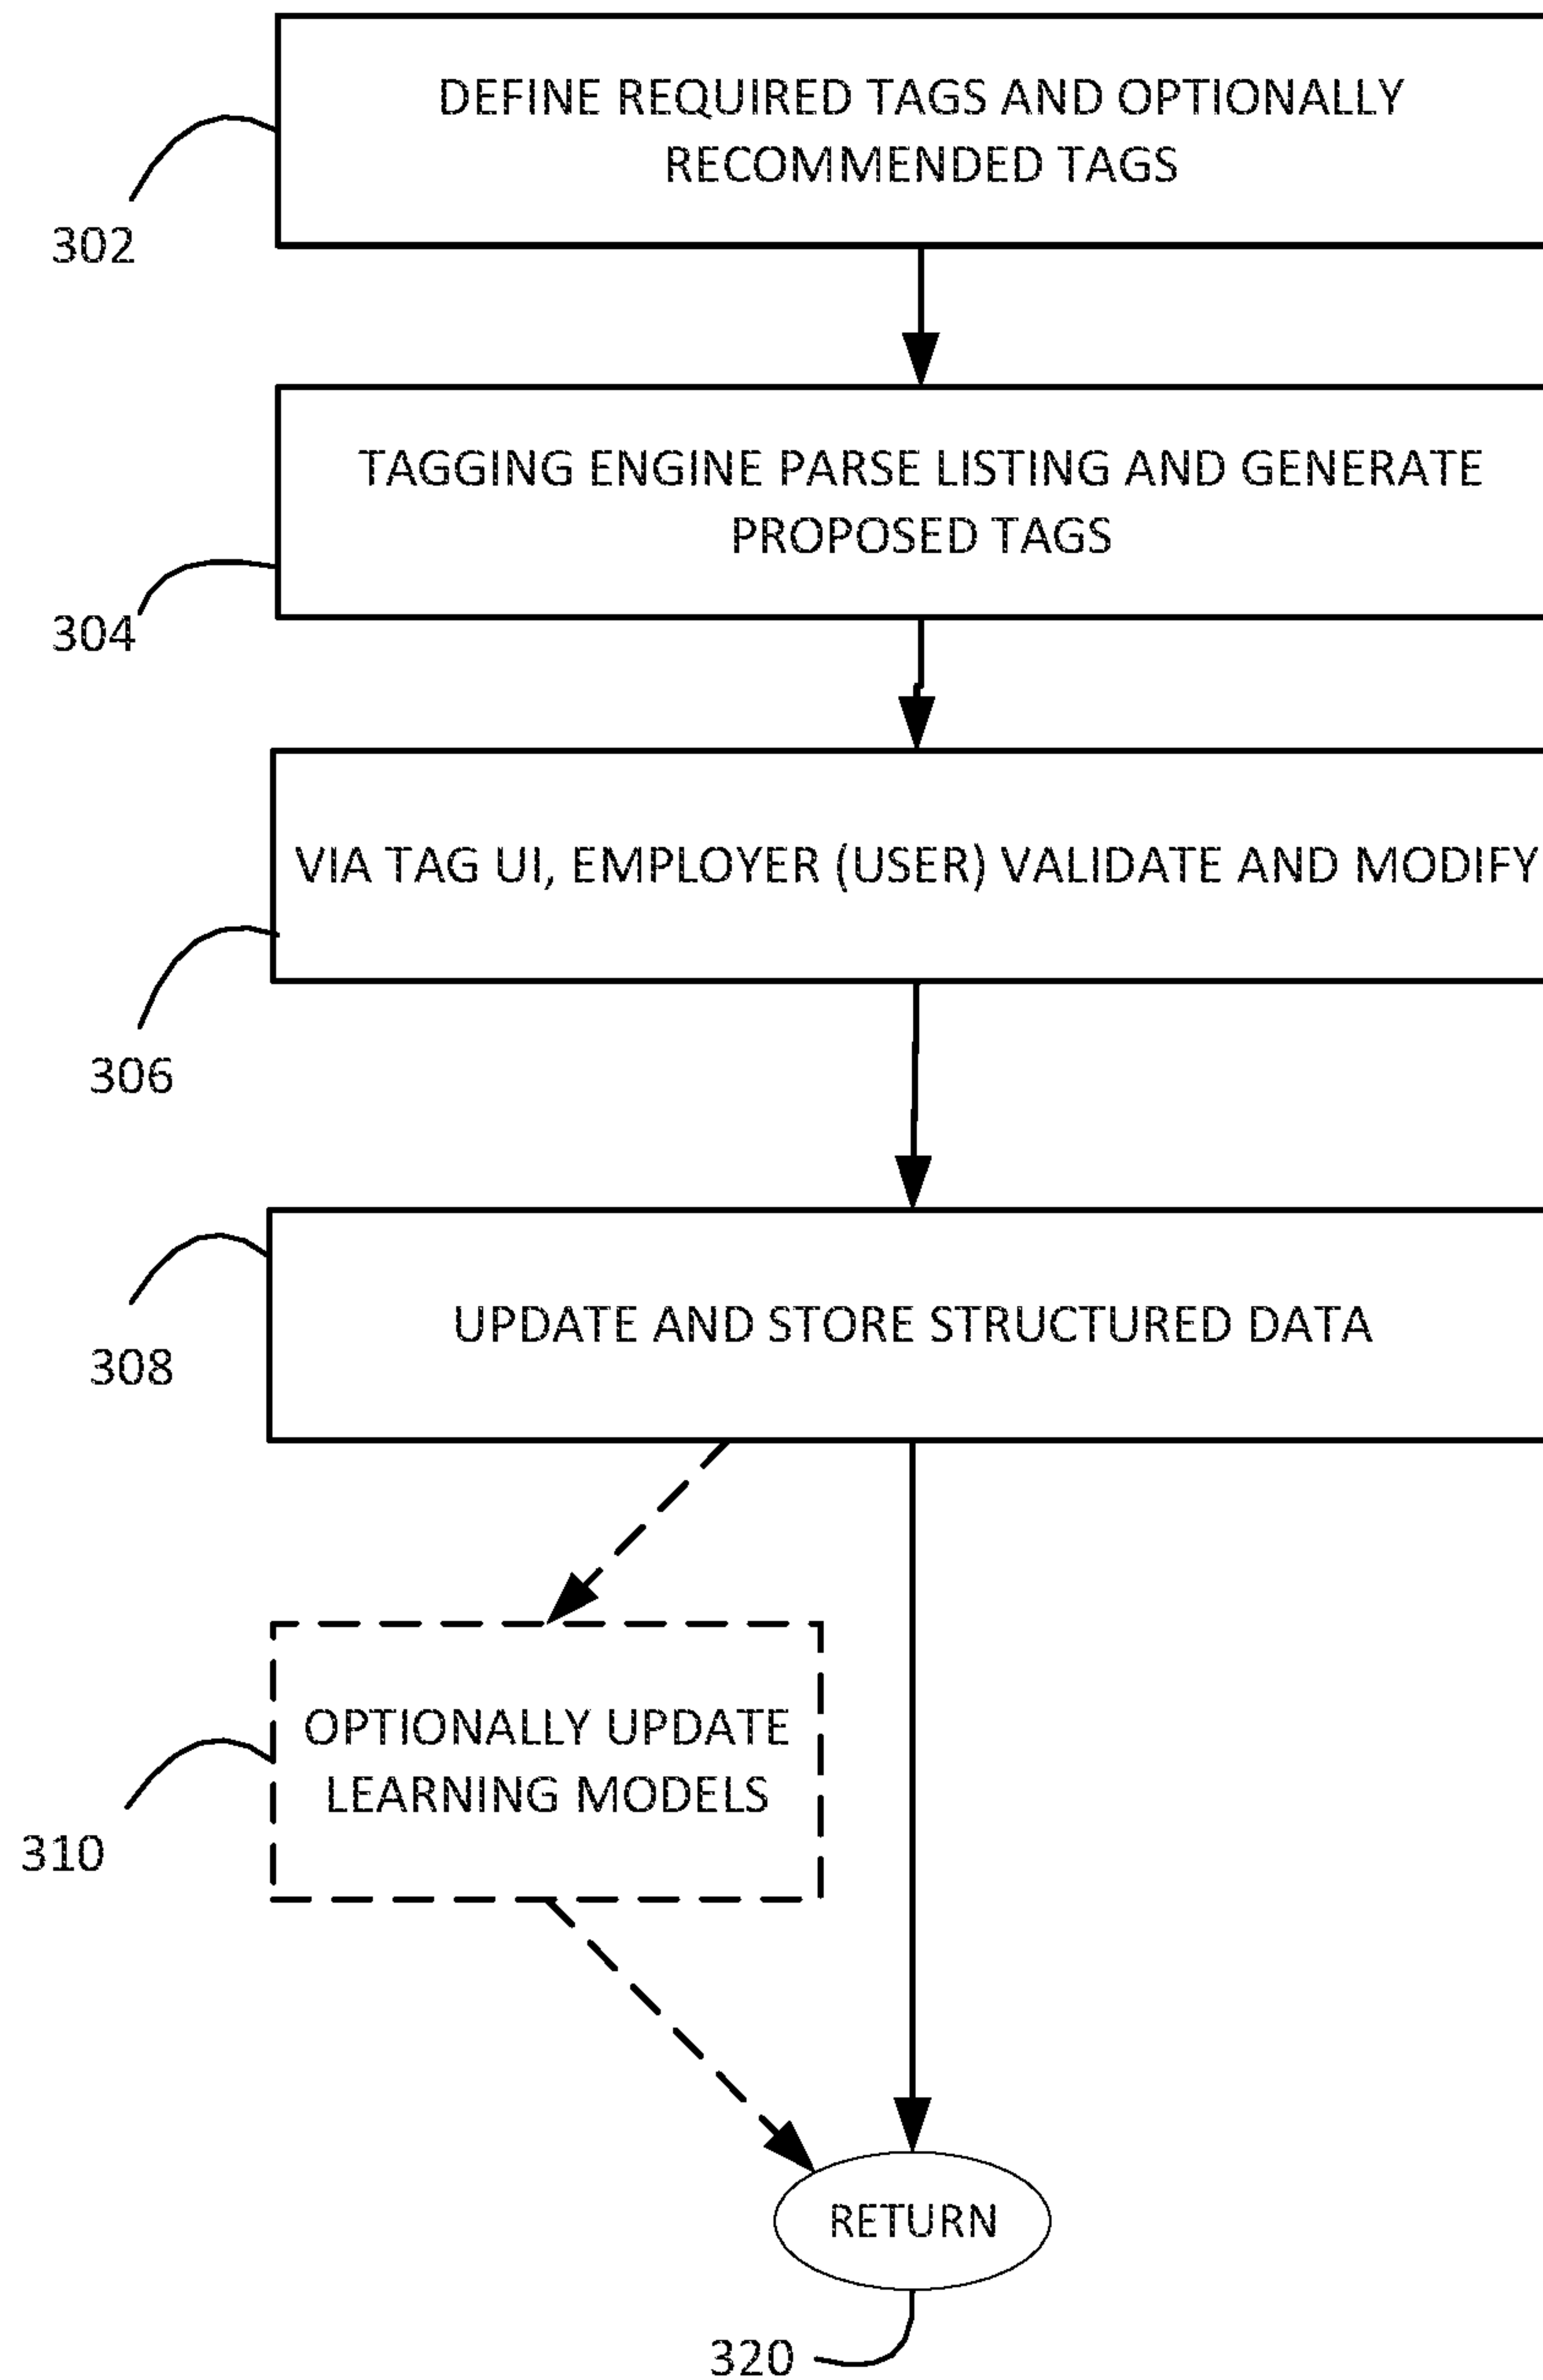 DEFINE REQUIRED TAGS AND OPTIONALLY
RECOMMENDED TAGS
302
TAGGING ENGINE PARSE LISTING AND GENERATE
PROPOSED TAGS
304
VIA TAG UI, EMPLOYER (USER) VALIDATE AND MODIFY
306
UPDATE AND STORE STRUCTURED DATA
308
OPTIONALLY UPDATE
LEARNING MODELS
310
RETURN
320